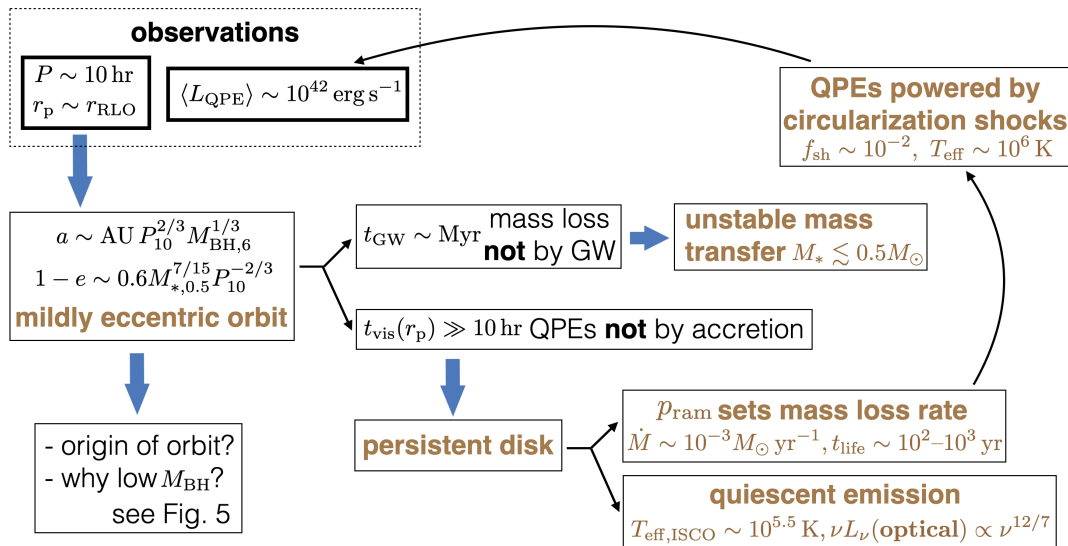 observations
P ∼ 10 hr
r_p ∼ r_RLO
⟨L_QPE⟩ ∼ 10^42 erg s^−1
QPEs powered by
circularization shocks
f_sh ∼ 10^−2, T_eff ∼ 10^6 K
a ∼ AU P_10^{2/3} M_{BH,6}^{1/3}
1 − e ∼ 0.6 M_{*,0.5}^{7/15} P_10^{−2/3}
mildly eccentric orbit
t_GW ∼ Myr mass loss
not by GW
unstable mass
transfer M_* ≲ 0.5M_⊙
t_vis(r_p) ≫ 10 hr QPEs not by accretion
- origin of orbit?
- why low M_BH?
see Fig. 5
persistent disk
p_ram sets mass loss rate
Ṁ ∼ 10^−3 M_⊙ yr^−1, t_life ∼ 10^2–10^3 yr
quiescent emission
T_eff,ISCO ∼ 10^5.5 K, νL_ν(optical) ∝ ν^{12/7}